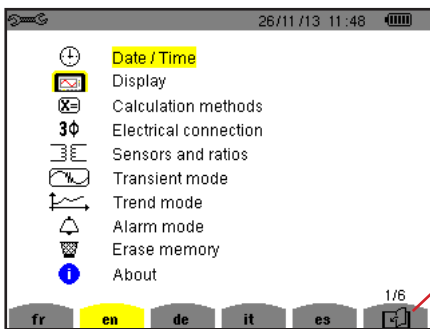 26/11/13 11:48
Date / Time
Display
X= Calculation methods
3Φ Electrical connection
Sensors and ratios
Transient mode
Trend mode
Alarm mode
Erase memory
i About
1/6
fr en de it es